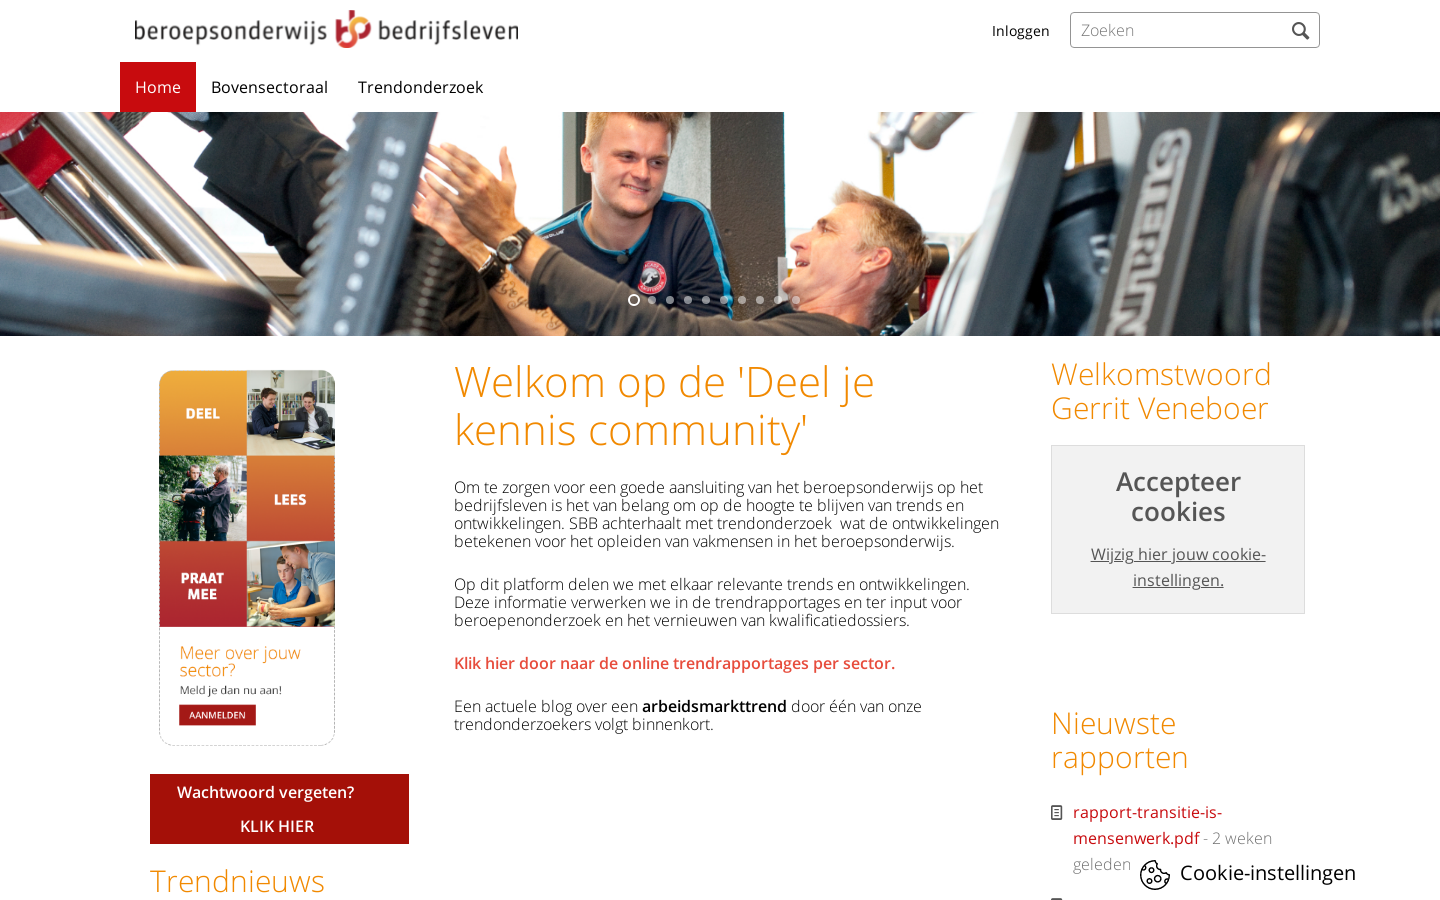 beroepsonderwijs bedrijfsleven
Inloggen
Zoeken
Home
Bovensectoraal
Trendonderzoek
DEEL
LEES
PRAAT
MEE
Meer over jouw
sector?
Meld je dan nu aan!
AANMELDEN
Wachtwoord vergeten?
KLIK HIER
Trendnieuws
Welkom op de 'Deel je
kennis community'
Om te zorgen voor een goede aansluiting van het beroepsonderwijs op het
bedrijfsleven is het van belang om op de hoogte te blijven van trends en
ontwikkelingen. SBB achterhaalt met trendonderzoek  wat de ontwikkelingen
betekenen voor het opleiden van vakmensen in het beroepsonderwijs.
Op dit platform delen we met elkaar relevante trends en ontwikkelingen.
Deze informatie verwerken we in de trendrapportages en ter input voor
beroepenonderzoek en het vernieuwen van kwalificatiedossiers.
Klik hier door naar de online trendrapportages per sector.
Een actuele blog over een arbeidsmarkttrend door één van onze
trendonderzoekers volgt binnenkort.
Welkomstwoord
Gerrit Veneboer
Accepteer
cookies
Wijzig hier jouw cookie-
instellingen.
Nieuwste
rapporten
rapport-transitie-is-
mensenwerk.pdf - 2 weken
geleden
Cookie-instellingen